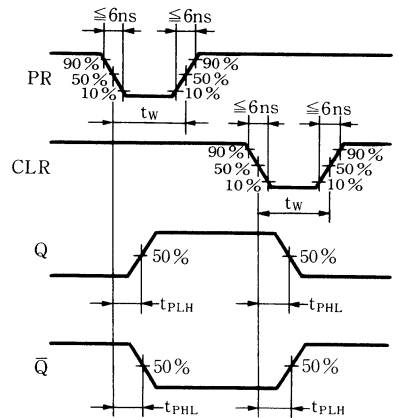 ≦6ns ≦6ns
90% 90%
PR 50% 50%
10% 10%
tW
≦6ns ≦6ns
90% 90%
CLR 50% 50%
10% 10%
tW
Q 50% 50%
tPLH tPHL
Q̅ 50% 50%
tPHL tPLH